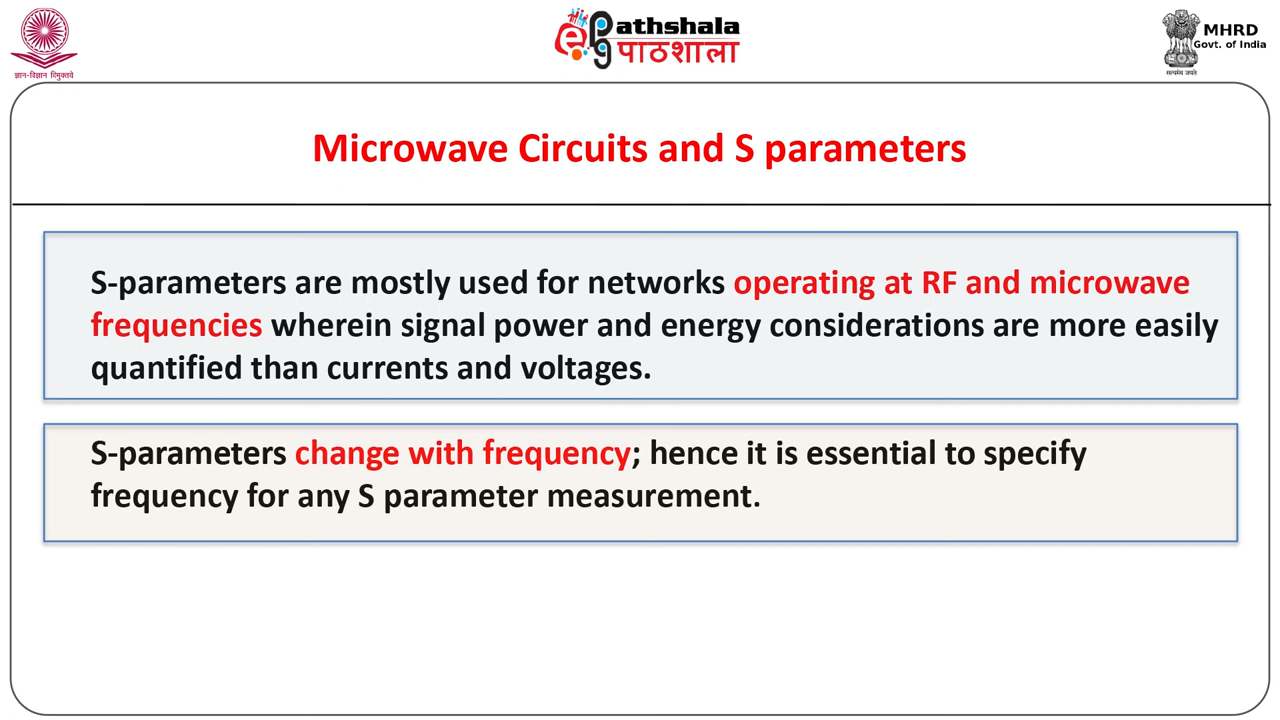 ज्ञान-विज्ञान विमुक्तये
ePathshala
पाठशाला
MHRD
Govt. of India
सत्यमेव जयते
Microwave Circuits and S parameters
S-parameters are mostly used for networks operating at RF and microwave
frequencies wherein signal power and energy considerations are more easily
quantified than currents and voltages.
S-parameters change with frequency; hence it is essential to specify
frequency for any S parameter measurement.